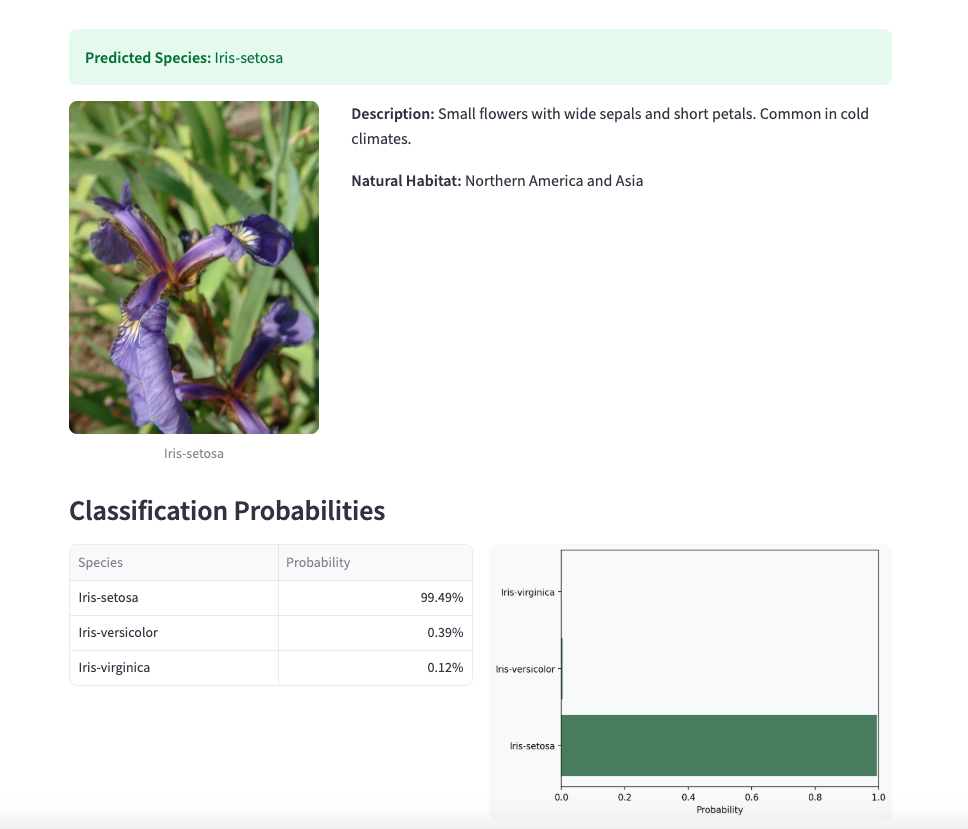 Predicted Species: Iris-setosa
Description: Small flowers with wide sepals and short petals. Common in cold
climates.
Natural Habitat: Northern America and Asia
Iris-setosa
Classification Probabilities
Species Probability
Iris-setosa 99.49%
Iris-versicolor 0.39%
Iris-virginica 0.12%
Iris-virginica
Iris-versicolor
Iris-setosa
0.0 0.2 0.4 0.6 0.8 1.0
Probability